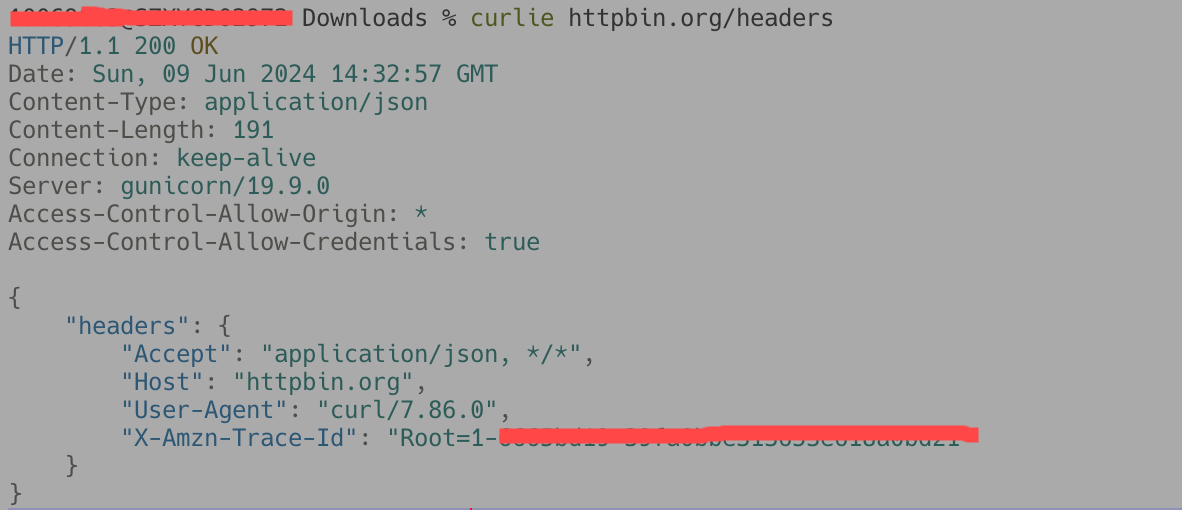 Downloads % curlie httpbin.org/headers
HTTP/1.1 200 OK
Date: Sun, 09 Jun 2024 14:32:57 GMT
Content-Type: application/json
Content-Length: 191
Connection: keep-alive
Server: gunicorn/19.9.0
Access-Control-Allow-Origin: *
Access-Control-Allow-Credentials: true
{
"headers": {
"Accept": "application/json, */*",
"Host": "httpbin.org",
"User-Agent": "curl/7.86.0",
"X-Amzn-Trace-Id": "Root=1-
}
}